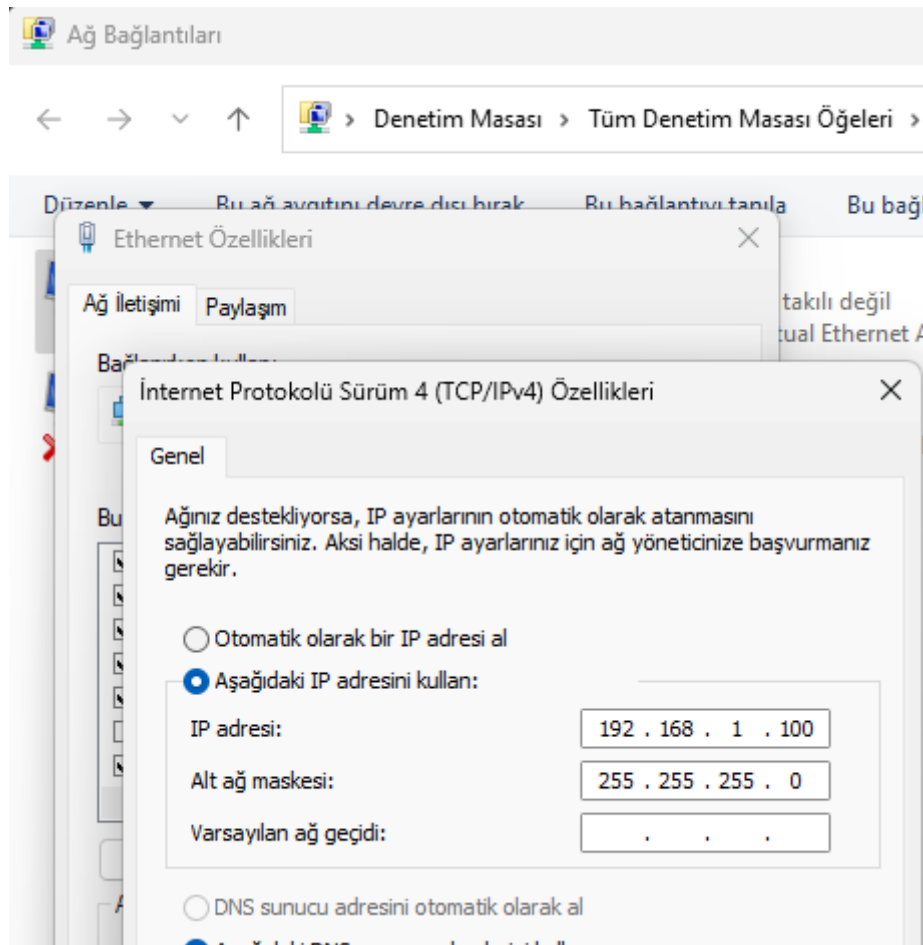 Ağ Bağlantıları
Denetim Masası > Tüm Denetim Masası Öğeleri >
Düzenle Bu ağ aygıtını devre dışı bırak Bu bağlantıyı tanıla Bu bağl
Ethernet Özellikleri
takılı değil
Ağ İletişimi Paylaşım
tual Ethernet A
İnternet Protokolü Sürüm 4 (TCP/IPv4) Özellikleri
Genel
Bu
Ağınız destekliyorsa, IP ayarlarının otomatik olarak atanmasını
sağlayabilirsiniz. Aksi halde, IP ayarlarınız için ağ yöneticinize başvurmanız
gerekir.
Otomatik olarak bir IP adresi al
Aşağıdaki IP adresini kullan:
IP adresi: 192 . 168 . 1 . 100
Alt ağ maskesi: 255 . 255 . 255 . 0
Varsayılan ağ geçidi: . . .
A
DNS sunucu adresini otomatik olarak al